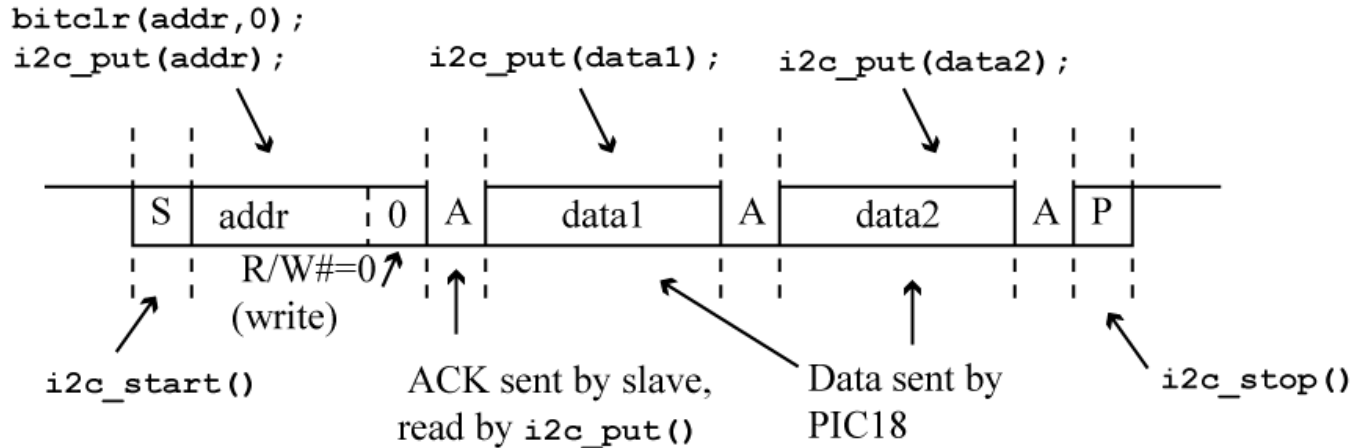 bitclr(addr,0);
i2c_put(addr);
i2c_put(data1);
i2c_put(data2);
S addr 0 A data1 A data2 A P
R/W#=0
(write)
i2c_start()
ACK sent by slave,
read by i2c_put()
Data sent by
PIC18
i2c_stop()